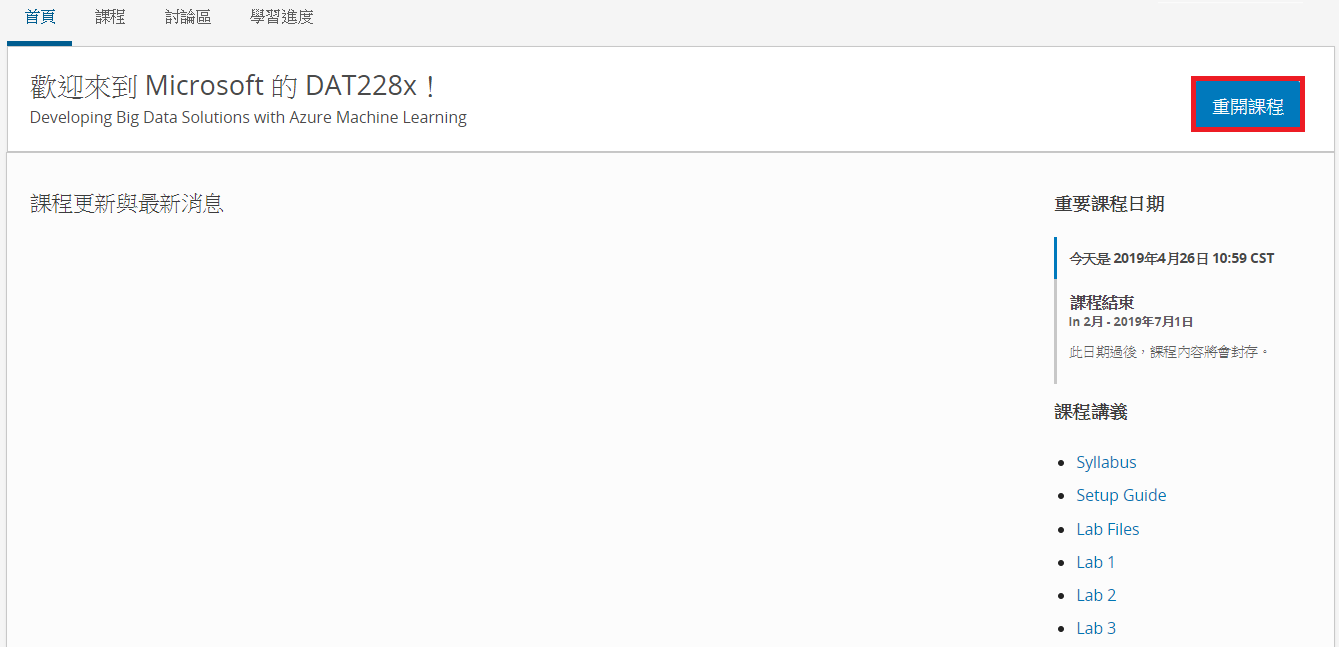 首頁 課程 討論區 學習進度
歡迎來到 Microsoft 的 DAT228x！
Developing Big Data Solutions with Azure Machine Learning
重開課程
課程更新與最新消息
重要課程日期
今天是 2019年4月26日 10:59 CST
課程結束
In 2月 - 2019年7月1日
此日期過後，課程內容將會封存。
課程講義
Syllabus
Setup Guide
Lab Files
Lab 1
Lab 2
Lab 3